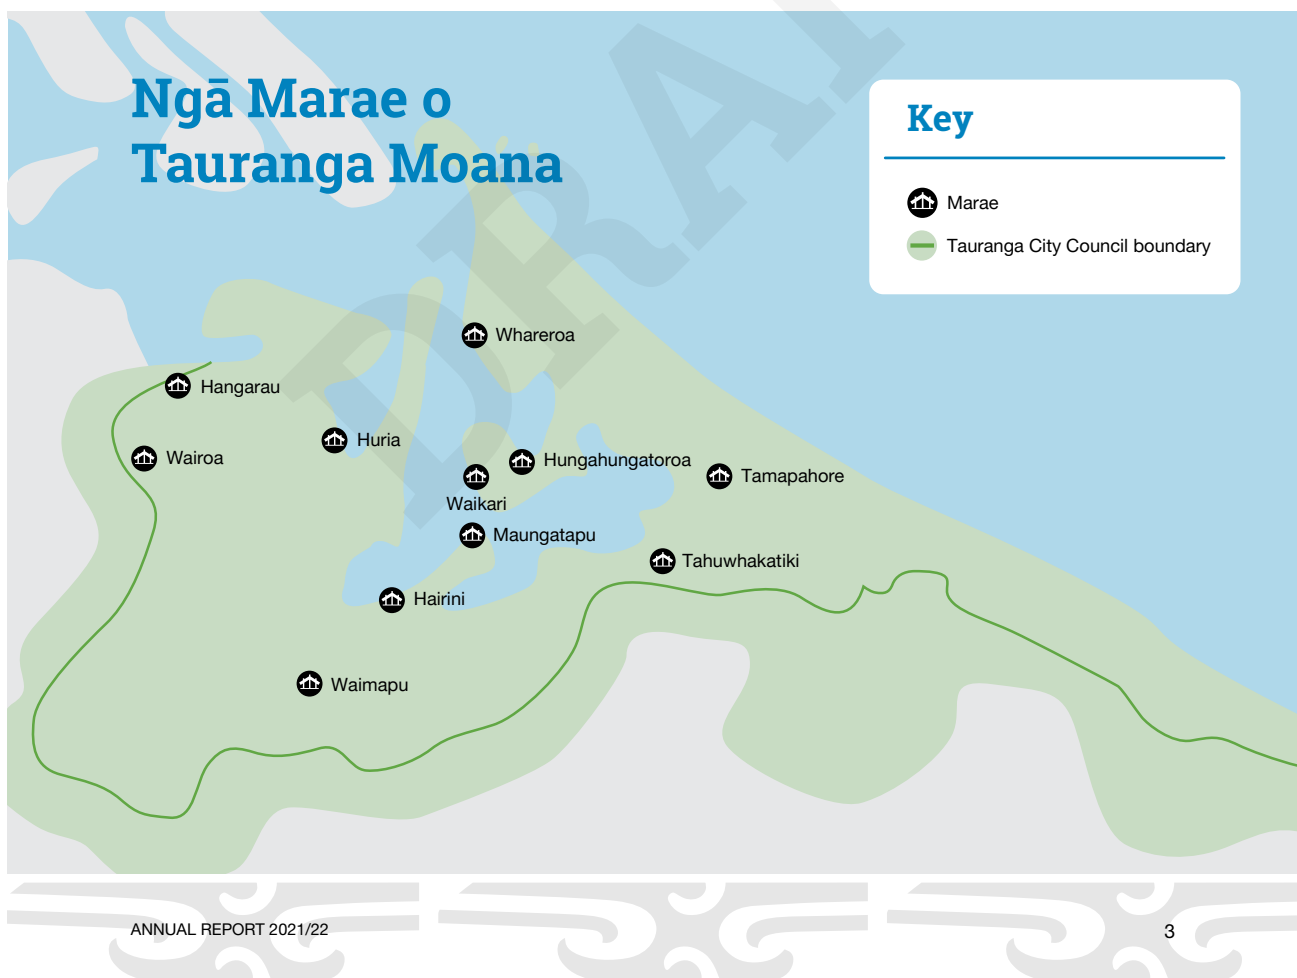 Ngā Marae o
Tauranga Moana
Key
Marae
Tauranga City Council boundary
Whareroa
Hangarau
Huria
Wairoa
Hungahungatoroa
Tamapahore
Waikari
Maungatapu
Tahuwhakatiki
Hairini
Waimapu
DRA
ANNUAL REPORT 2021/22
3